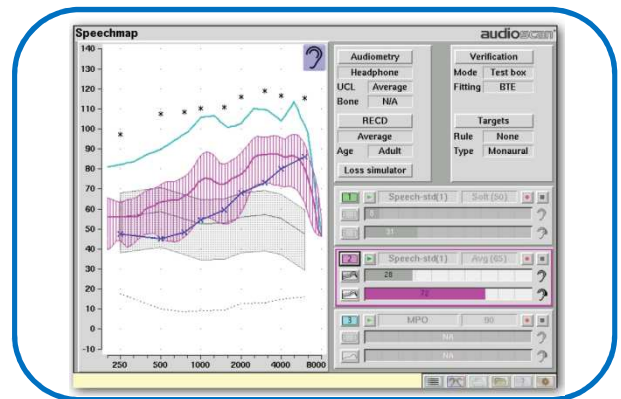 Speechmap audioscan
140
130
120
110
100
90
80
70
60
50
40
30
20
10
0
-10
250 500 1000 2000 4000 8000
Audiometry
Headphone
UCL Average
Bone N/A
RECD
Average
Age Adult
Loss simulator
Verification
Mode Test box
Fitting BTE
Targets
Rule None
Type Monaural
1 Speech-std(1) Soft (50)
31
2 Speech-std(1) Avg (65)
28
72
3 MPO 90
NA
NA